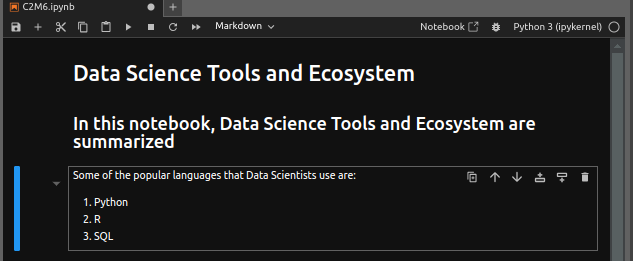 C2M6.ipynb
Markdown
Notebook
Python 3 (ipykernel)
Data Science Tools and Ecosystem
In this notebook, Data Science Tools and Ecosystem are
summarized
Some of the popular languages that Data Scientists use are:
1. Python
2. R
3. SQL